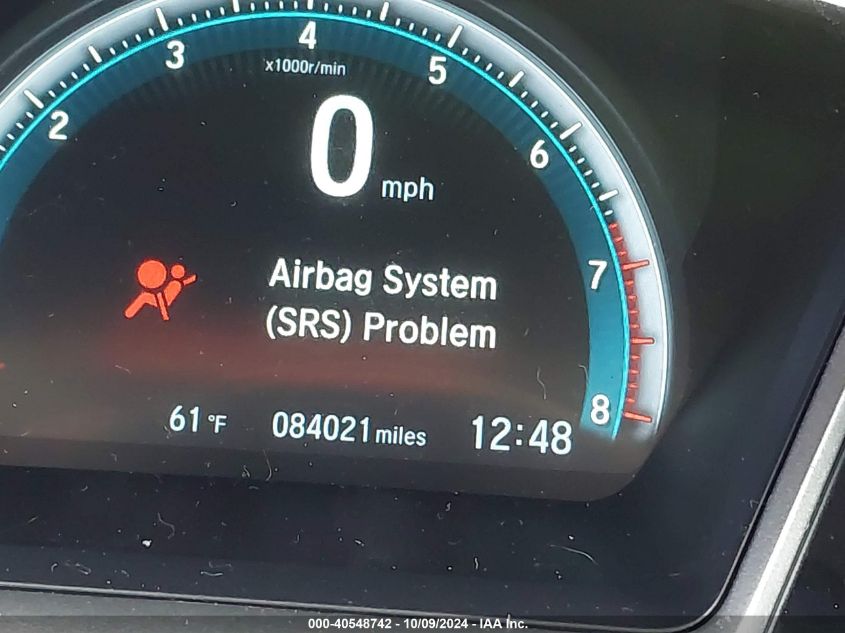 4
3
5
x1000r/min
2
0 mph
6
7
Airbag System
(SRS) Problem
8
61 °F 084021 miles 12:48
000-40548742 - 10/09/2024 - IAA Inc.